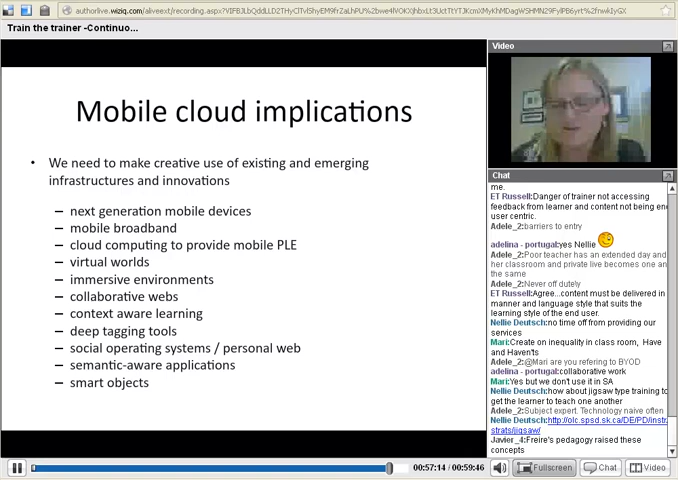 Train the trainer -Continuo...
Mobile cloud implications
• We need to make creative use of existing and emerging
infrastructures and innovations
– next generation mobile devices
– mobile broadband
– cloud computing to provide mobile PLE
– virtual worlds
– immersive environments
– collaborative webs
– context aware learning
– deep tagging tools
– social operating systems / personal web
– semantic-aware applications
– smart objects
Video
Chat
me.
ET Russell:Danger of trainer not accessing
feedback from learner and content not being en
user centric.
Adele_2:barriers to entry
adelina - portugal:yes Nellie
Adele_2:Poor teacher has an extended day and
her classroom and private live becomes one an
the same
Adele_2:Never off dutely
ET Russell:Agree...content must be delivered in
manner and language style that suits the
learning style of the end user.
Nellie Deutsch:no time off from providing our
services
Mari:Create on inequality in class room, Have
and Haven'ts
Adele_2:@Mari are you refering to BYOD
adelina - portugal:collaborative work
Mari:Yes but we don't use it in SA
Nellie Deutsch:how about jigsaw type training to
get the learner to teach one another
Adele_2:Subject expert. Technology naive often
Nellie Deutsch:http://olc.spsd.sk.ca/DE/PD/instr
strats/jigsaw/
Javier_4:Freire's pedagogy raised these
concepts
00:57:14 / 00:59:46
Fullscreen
Chat
Video